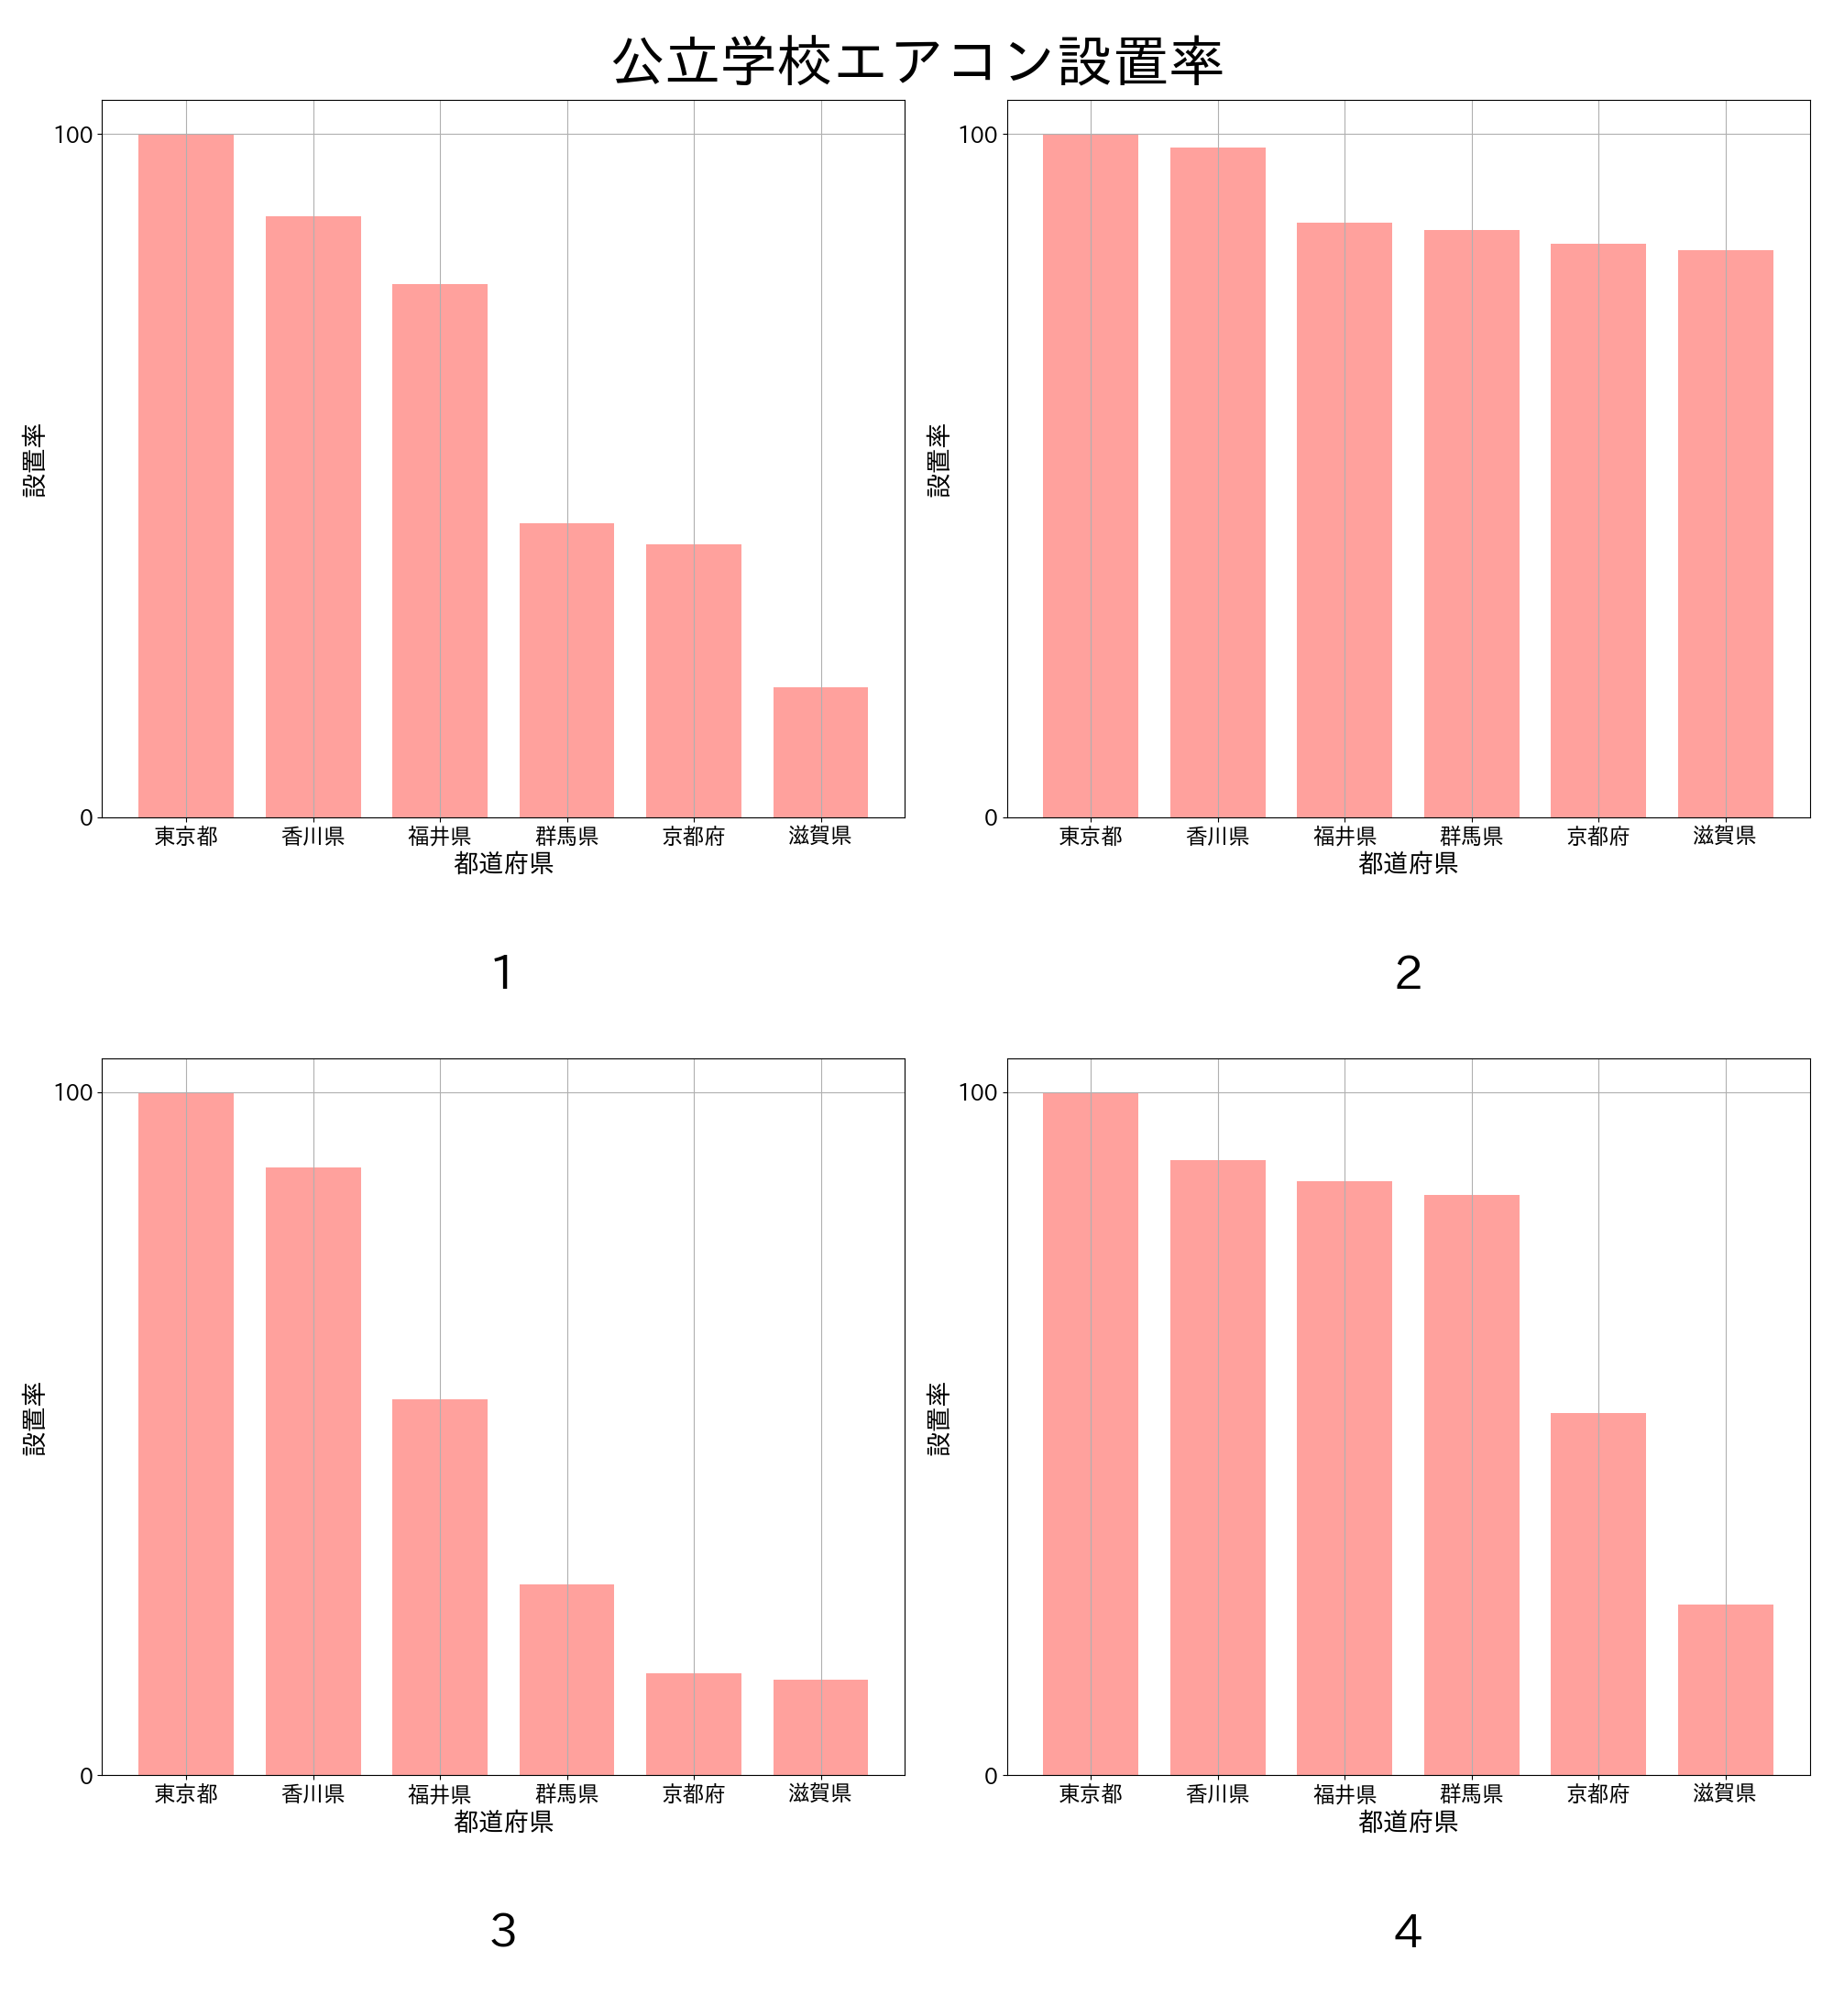 公立学校エアコン設置率
100
設置率
0
東京都 香川県 福井県 群馬県 京都府 滋賀県
都道府県
1
100
設置率
0
東京都 香川県 福井県 群馬県 京都府 滋賀県
都道府県
2
100
設置率
0
東京都 香川県 福井県 群馬県 京都府 滋賀県
都道府県
3
100
設置率
0
東京都 香川県 福井県 群馬県 京都府 滋賀県
都道府県
4